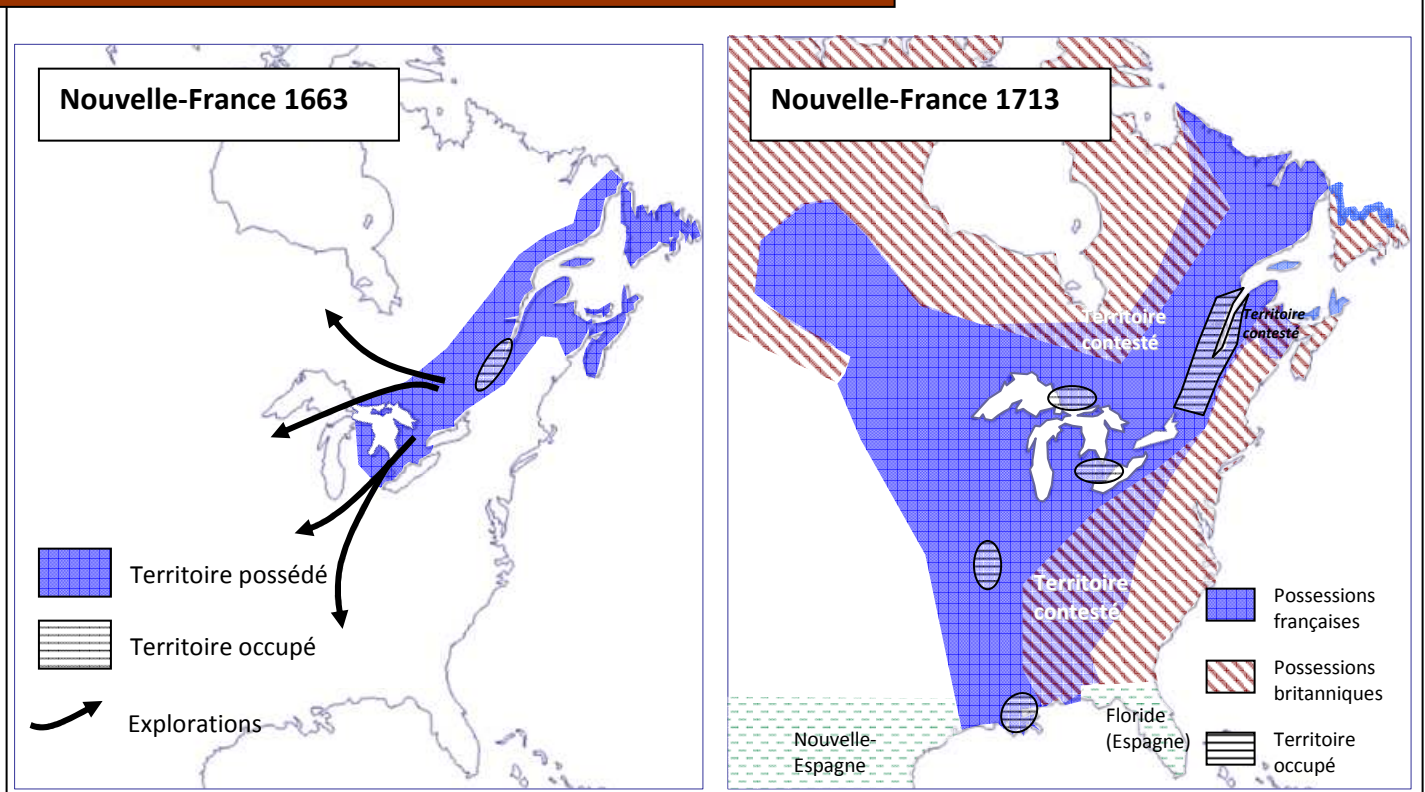 Nouvelle-France 1663
Territoire possédé
Territoire occupé
Explorations
Nouvelle-France 1713
Territoire
contesté
Territoire
contesté
Territoire
contesté
Nouvelle-
Espagne
Floride
(Espagne)
Possessions
françaises
Possessions
britanniques
Territoire
occupé